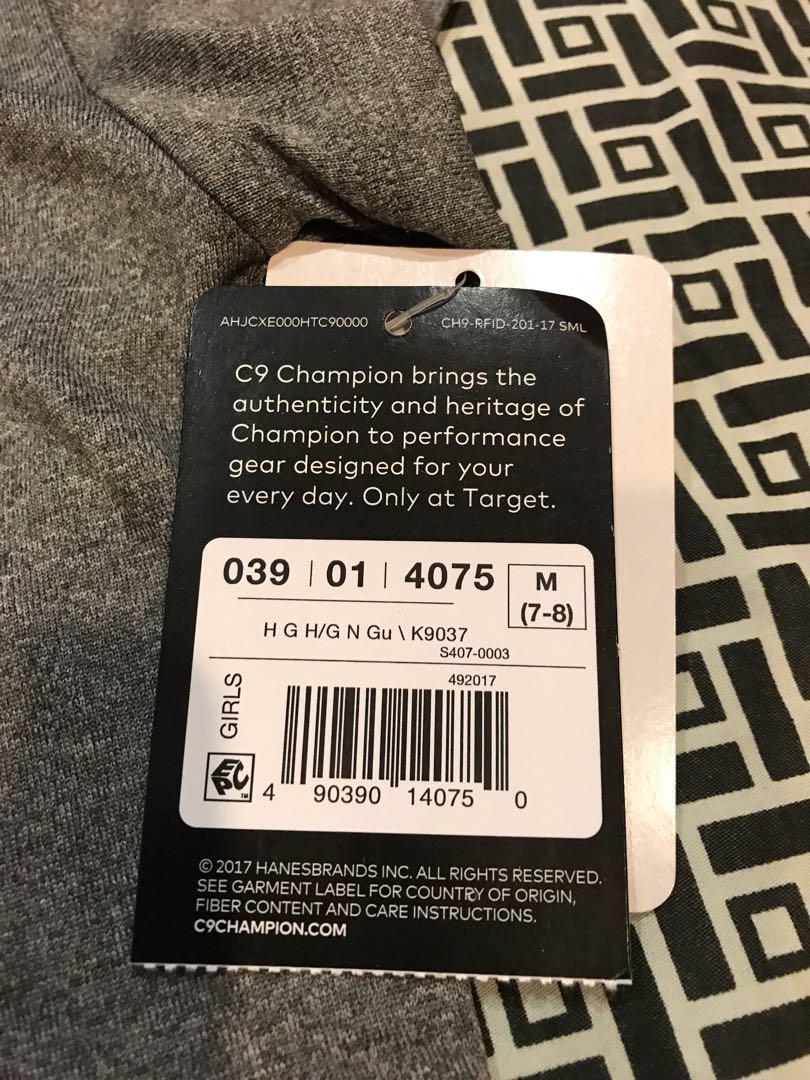 AHJCXE000HTC90000 CH9-RFID-201-17 SML
C9 Champion brings the
authenticity and heritage of
Champion to performance
gear designed for your
every day. Only at Target.
039 | 01 | 4075
M
(7-8)
H G H/G N Gu \ K9037
S407-0003
492017
GIRLS
EPC™
4 90390 14075 0
© 2017 HANESBRANDS INC. ALL RIGHTS RESERVED.
SEE GARMENT LABEL FOR COUNTRY OF ORIGIN,
FIBER CONTENT AND CARE INSTRUCTIONS.
C9CHAMPION.COM